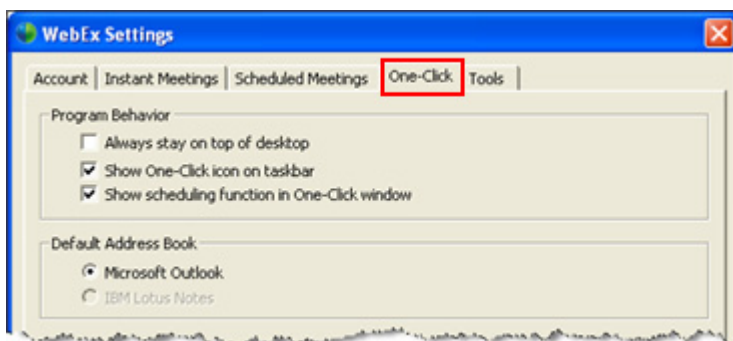 WebEx Settings
Account Instant Meetings Scheduled Meetings One-Click Tools
Program Behavior
Always stay on top of desktop
Show One-Click icon on taskbar
Show scheduling function in One-Click window
Default Address Book
Microsoft Outlook
IBM Lotus Notes